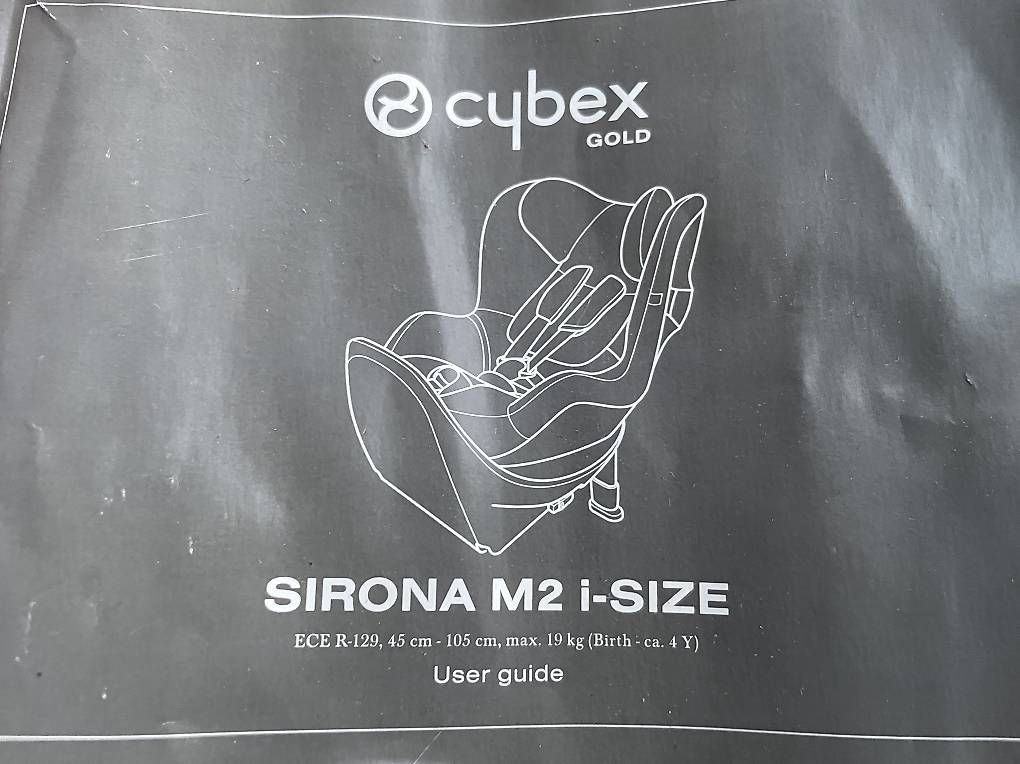 cybex
GOLD
SIRONA M2 i-SIZE
ECE R-129, 45 cm - 105 cm, max. 19 kg (Birth - ca. 4 Y)
User guide